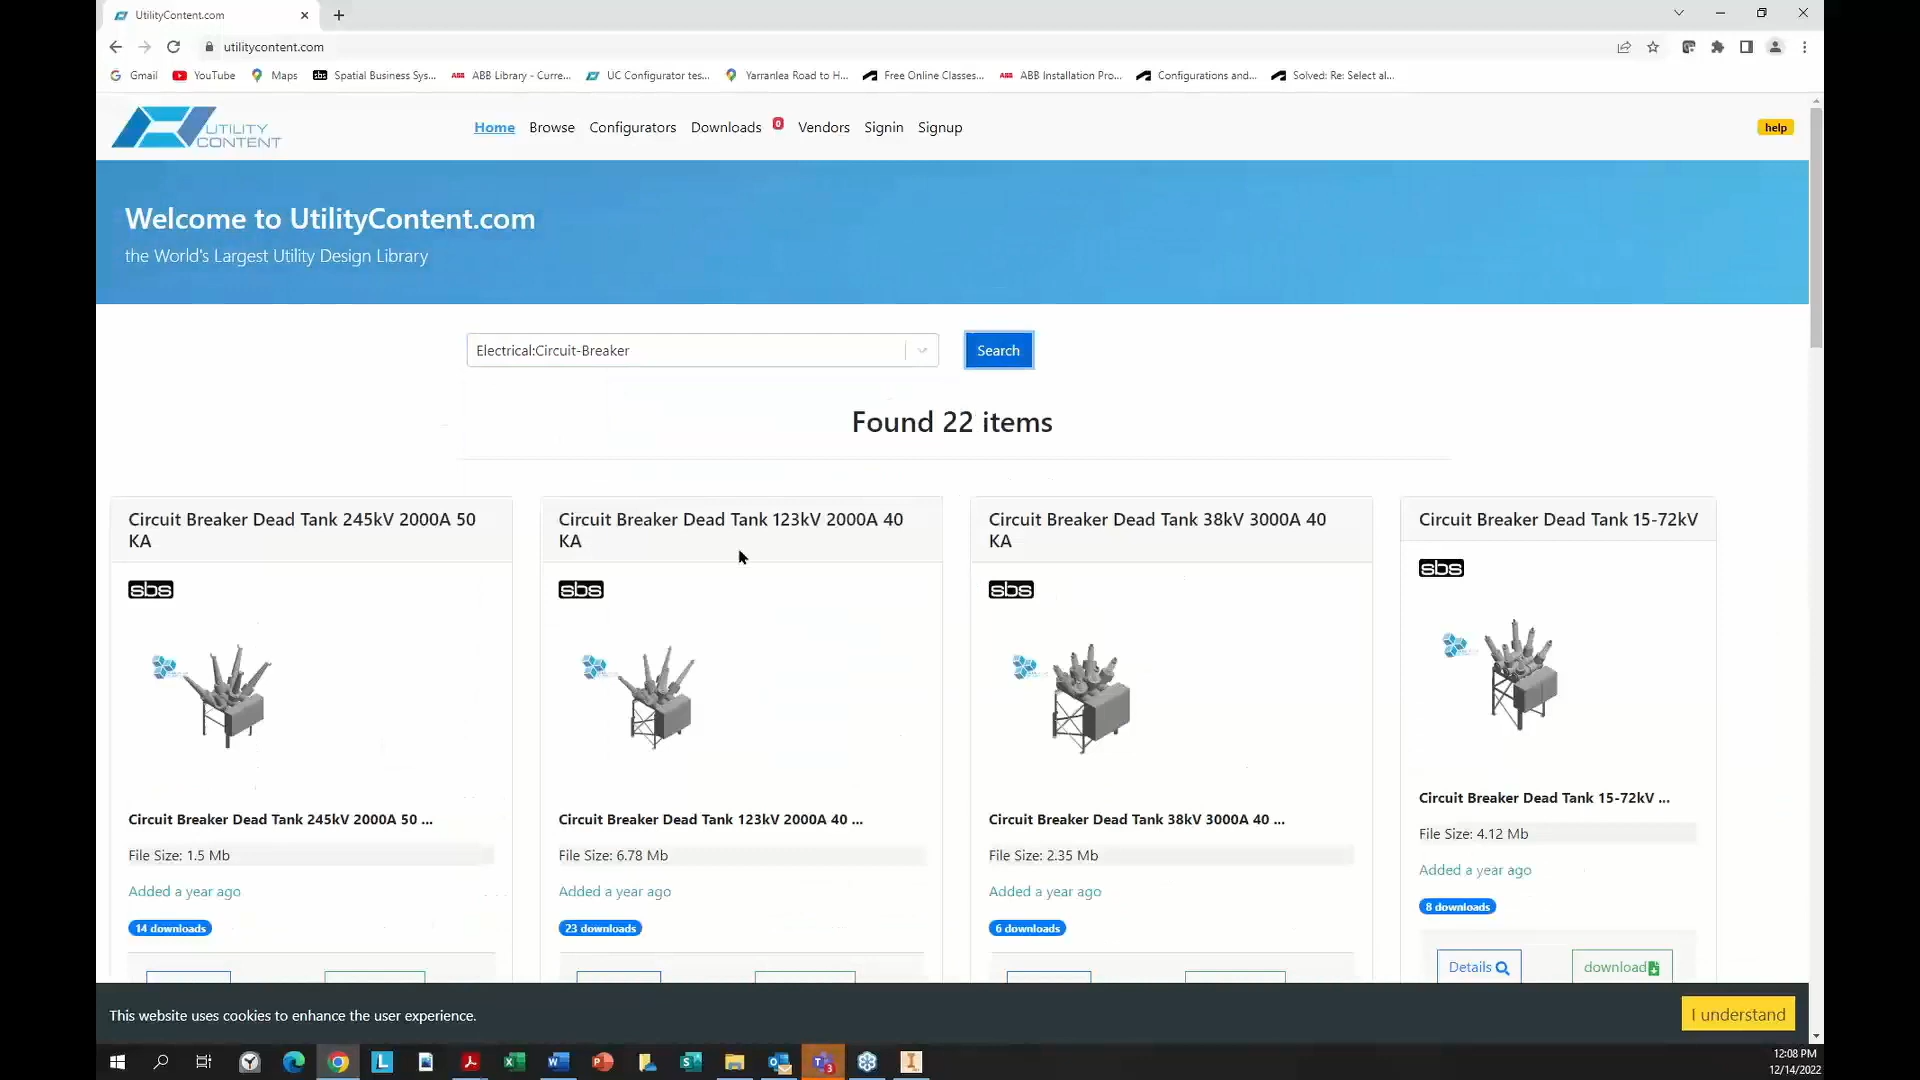 UtilityContent.com
utilitycontent.com
Gmail YouTube Maps sbs Spatial Business Sys... ABB ABB Library - Curre... UC Configurator tes... Yarranlea Road to H... Free Online Classes... ABB ABB Installation Pro... Configurations and... Solved: Re: Select al...
UTILITY
CONTENT
Home Browse Configurators Downloads 0 Vendors Signin Signup help
Welcome to UtilityContent.com
the World's Largest Utility Design Library
Electrical:Circuit-Breaker Search
Found 22 items
Circuit Breaker Dead Tank 245kV 2000A 50
KA
sbs
Circuit Breaker Dead Tank 245kV 2000A 50 ...
File Size: 1.5 Mb
Added a year ago
14 downloads
Circuit Breaker Dead Tank 123kV 2000A 40
KA
sbs
Circuit Breaker Dead Tank 123kV 2000A 40 ...
File Size: 6.78 Mb
Added a year ago
23 downloads
Circuit Breaker Dead Tank 38kV 3000A 40
KA
sbs
Circuit Breaker Dead Tank 38kV 3000A 40 ...
File Size: 2.35 Mb
Added a year ago
6 downloads
Circuit Breaker Dead Tank 15-72kV
sbs
Circuit Breaker Dead Tank 15-72kV ...
File Size: 4.12 Mb
Added a year ago
8 downloads
Details download
This website uses cookies to enhance the user experience. I understand
12:08 PM
12/14/2022